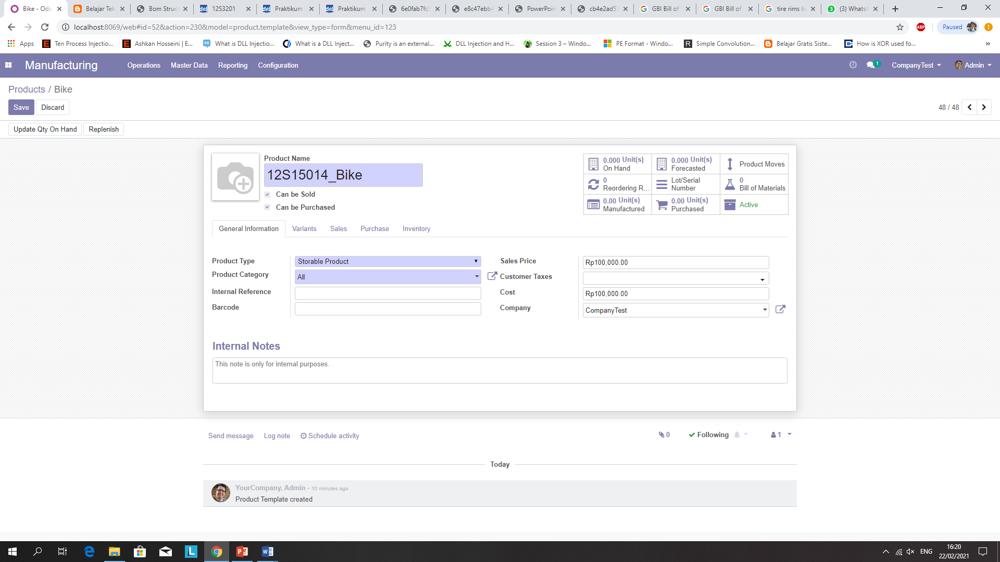 Bike - Odo
Belajar Tek
Bom Struct
12S3201
Praktikum
Praktikum
6e0fab7fc5
e8c47ebb4
PowerPoin
cb4e2ad57
GBI Bill of
GBI Bill of
tire rims b
(3) WhatsA
localhost:8069/web#id=52&action=230&model=product.template&view_type=form&menu_id=123
ABP
Paused
Apps
Ten Process Injectio...
Ashkan Hosseini | E...
What is DLL Injectio...
What is a DLL Inject...
Purity is an external...
DLL Injection and H...
Session 3 – Windo...
PE Format - Windo...
Simple Convolution...
Belajar Gratis Siste...
How is XOR used fo...
»
Manufacturing
Operations
Master Data
Reporting
Configuration
1
CompanyTest
Admin
Products / Bike
Save
Discard
48 / 48
Update Qty On Hand
Replenish
Product Name
12S15014_Bike
Can be Sold
Can be Purchased
0.000 Unit(s)
On Hand
0.000 Unit(s)
Forecasted
Product Moves
0
Reordering R...
Lot/Serial
Number
0
Bill of Materials
0.00 Unit(s)
Manufactured
0.00 Unit(s)
Purchased
Active
General Information
Variants
Sales
Purchase
Inventory
Product Type
Storable Product
Product Category
All
Internal Reference
Barcode
Sales Price
Rp100,000.00
Customer Taxes
Cost
Rp100,000.00
Company
CompanyTest
Internal Notes
This note is only for internal purposes.
Send message
Log note
Schedule activity
0
Following
1
Today
YourCompany, Admin - 10 minutes ago
Product Template created
ENG
16:20
22/02/2021